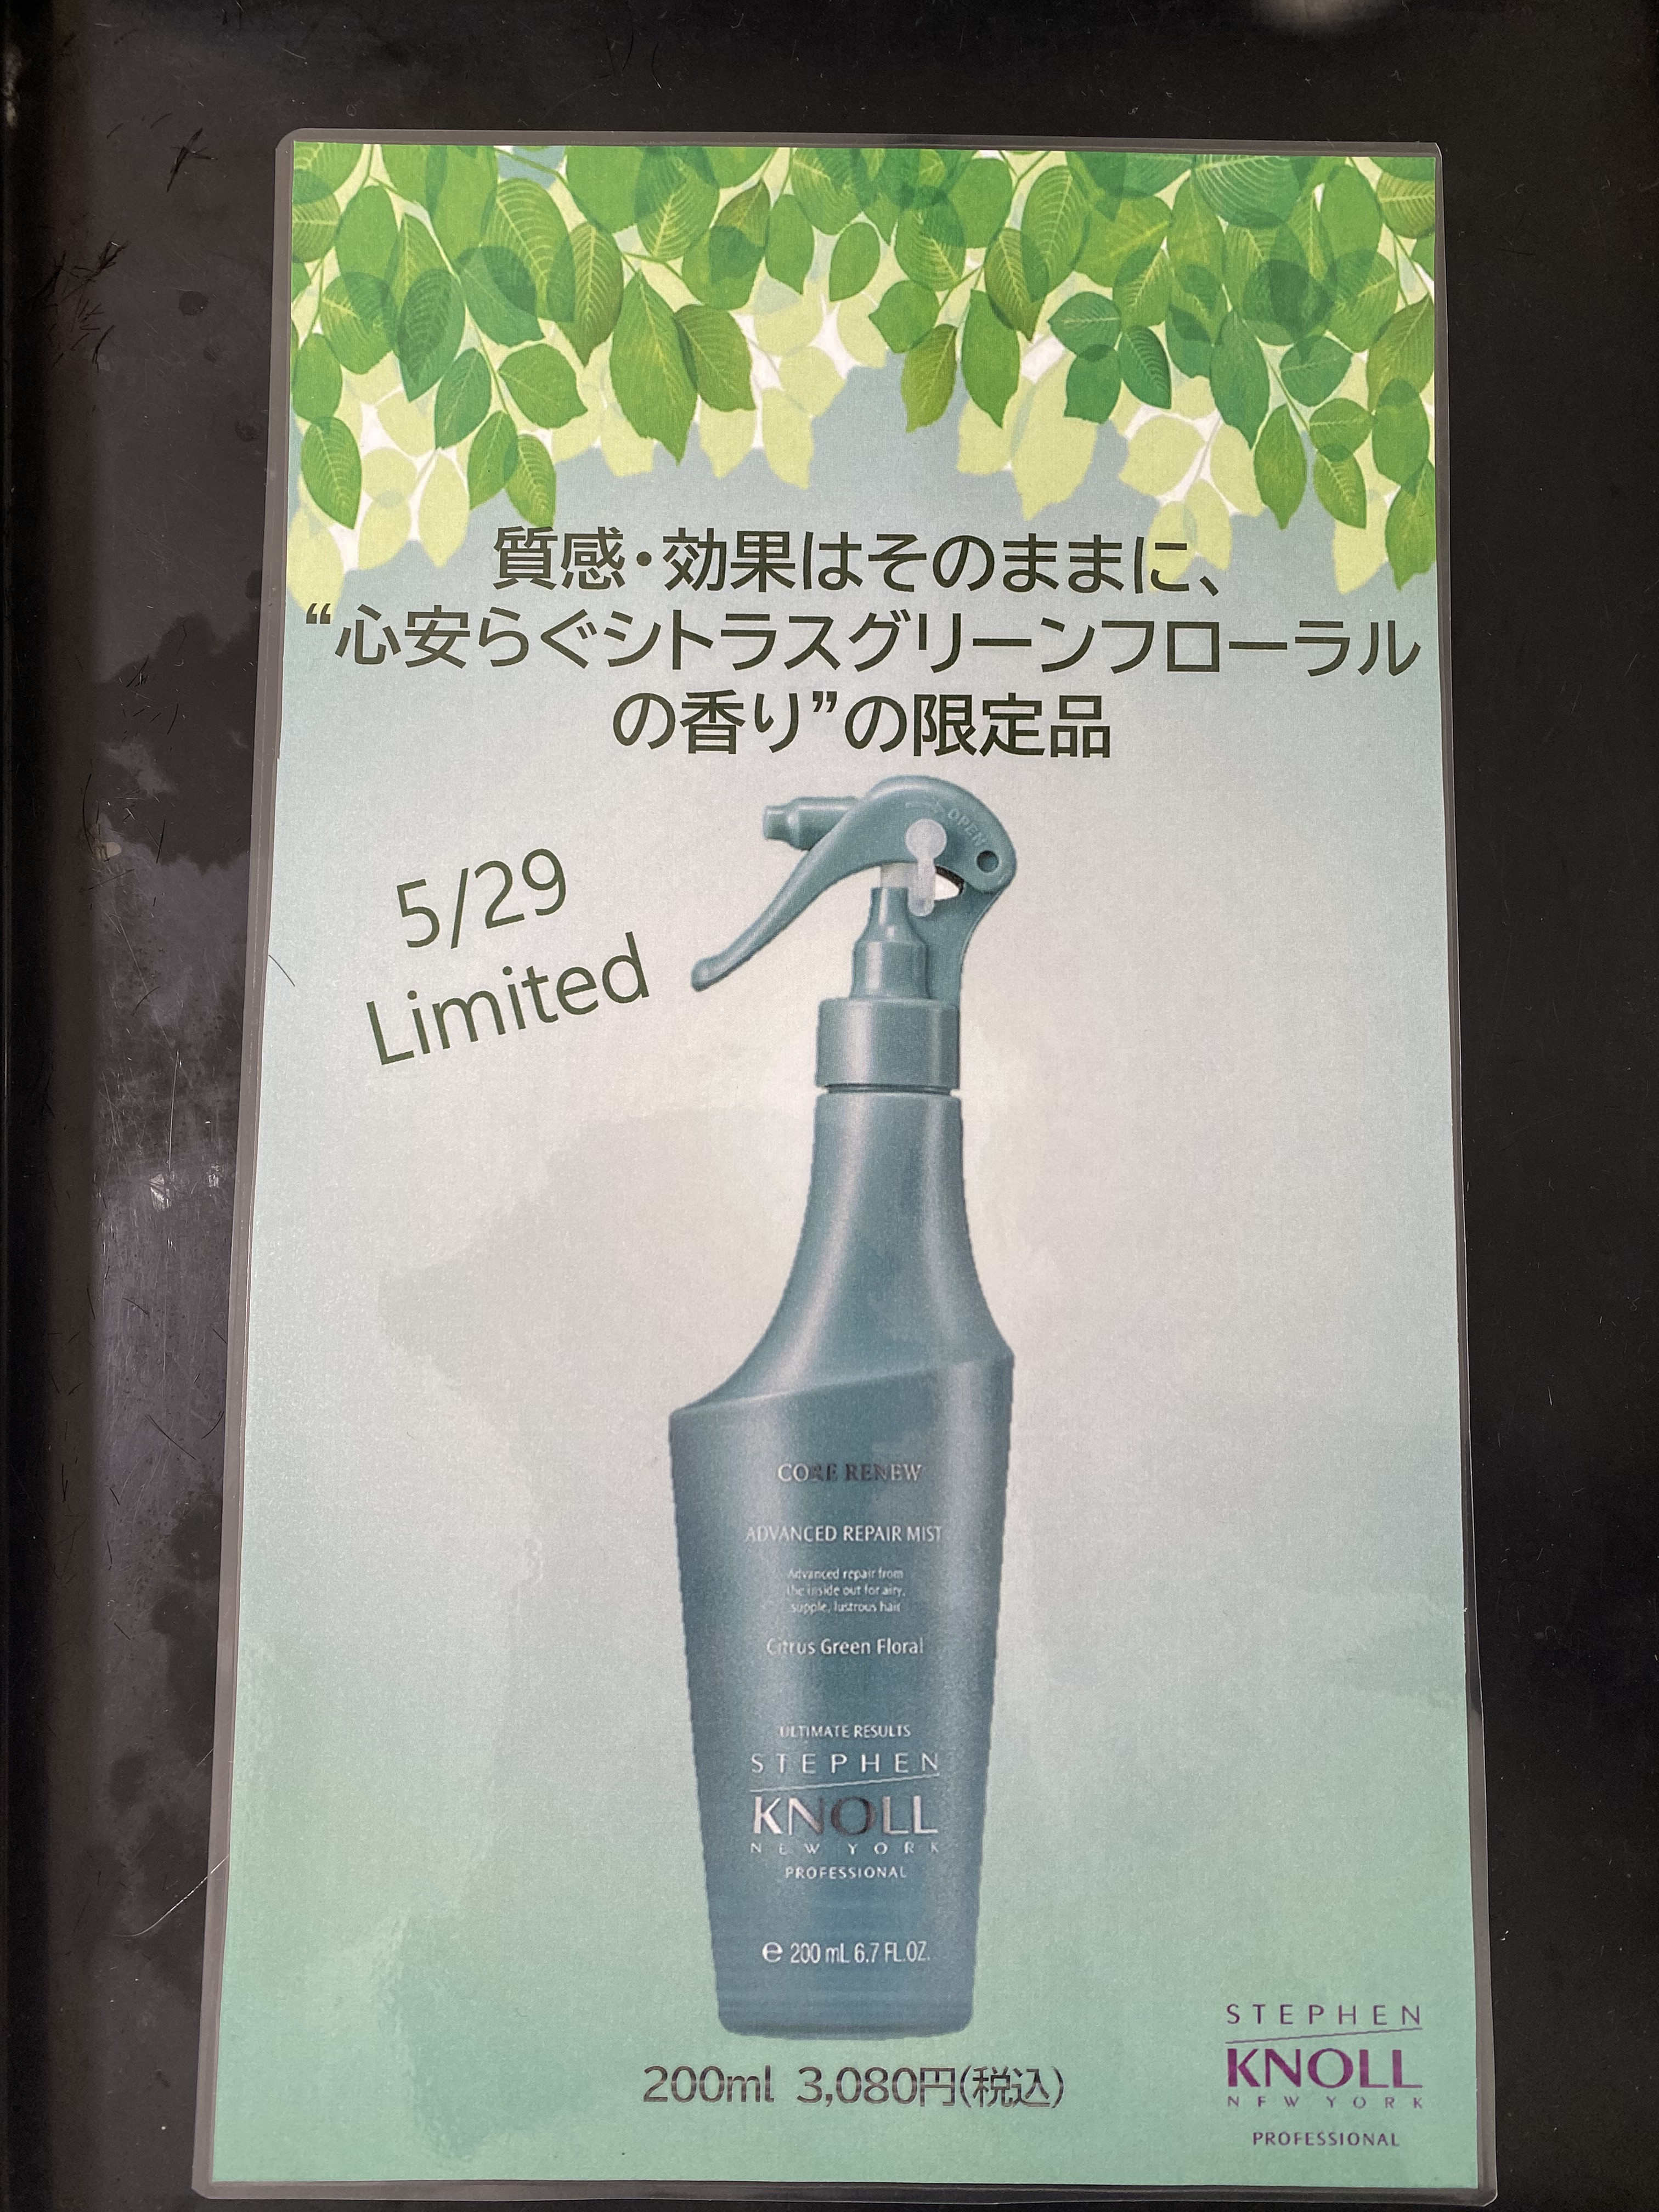 質感・効果はそのままに、
“心安らぐシトラスグリーンフローラル
の香り”の限定品
5/29
Limited
OPEN
CORE RENEW
ADVANCED REPAIR MIST
Advanced repair from
the inside out for airy,
supple, lustrous hair
Citrus Green Floral
ULTIMATE RESULTS
STEPHEN
KNOLL
NEW YORK
PROFESSIONAL
℮ 200 mL 6.7 FL.OZ.
200ml 3,080円(税込)
STEPHEN
KNOLL
NEW YORK
PROFESSIONAL